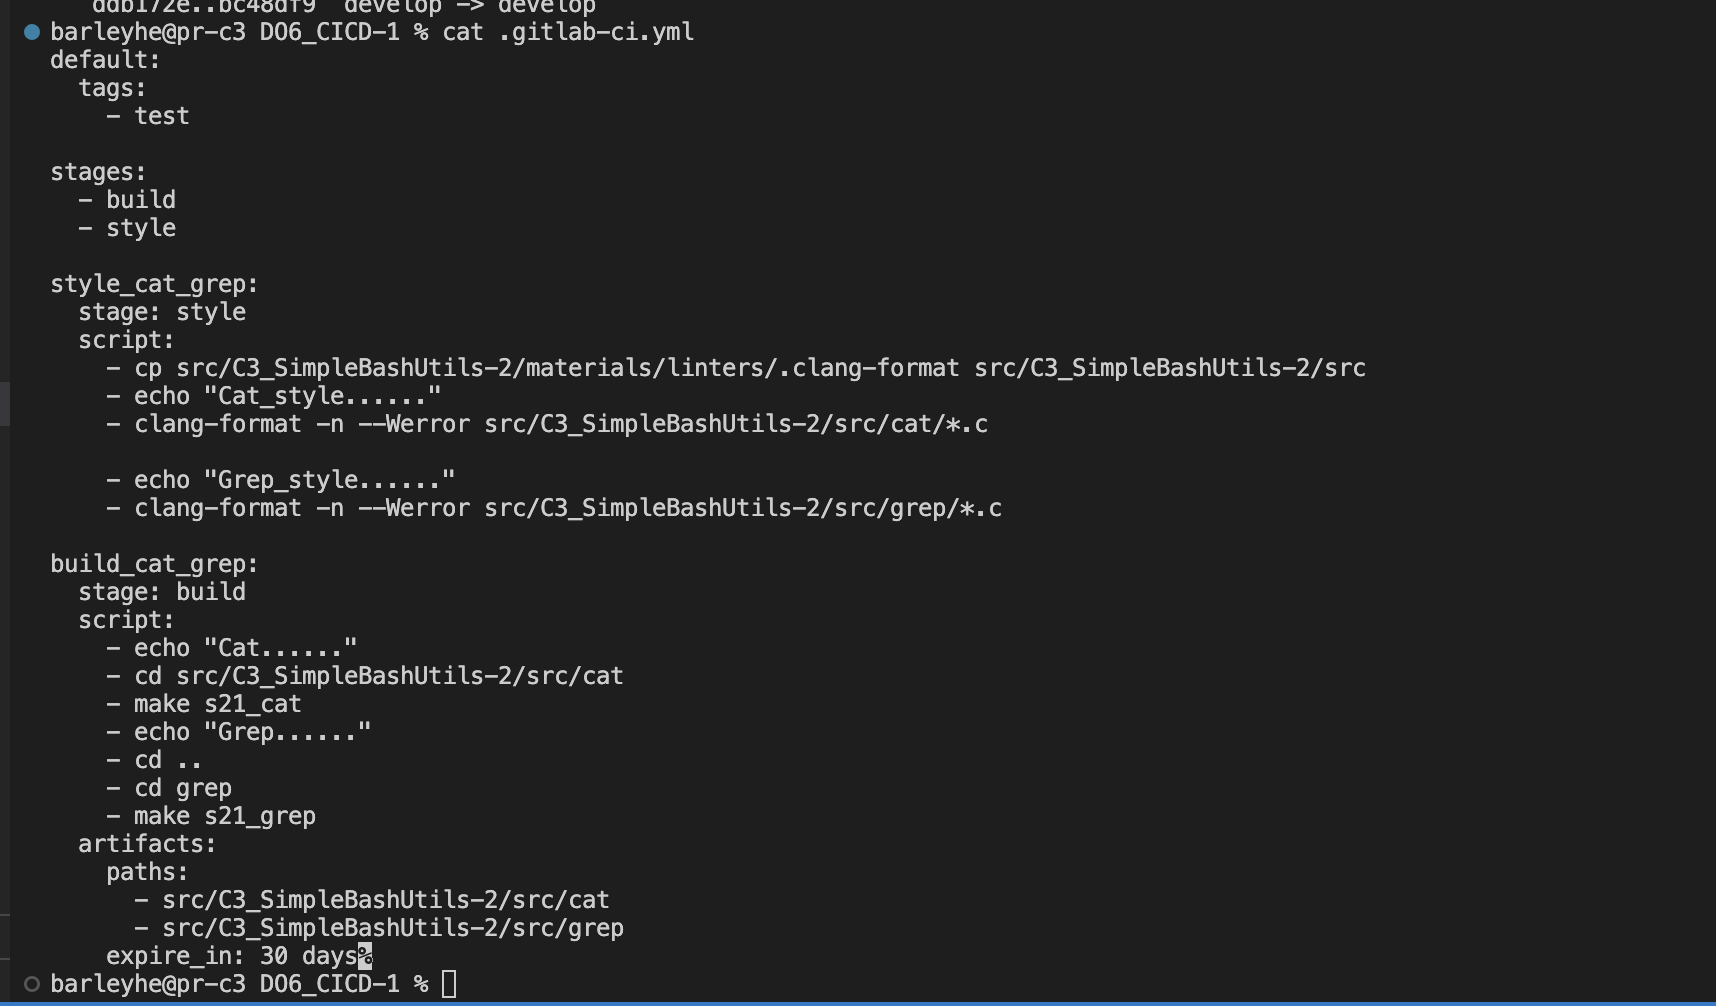 ddb172e..bc48df9  develop -> develop
barleyhe@pr-c3 DO6_CICD-1 % cat .gitlab-ci.yml
default:
  tags:
    - test

stages:
  - build
  - style

style_cat_grep:
  stage: style
  script:
    - cp src/C3_SimpleBashUtils-2/materials/linters/.clang-format src/C3_SimpleBashUtils-2/src
    - echo "Cat_style......"
    - clang-format -n --Werror src/C3_SimpleBashUtils-2/src/cat/*.c

    - echo "Grep_style......"
    - clang-format -n --Werror src/C3_SimpleBashUtils-2/src/grep/*.c

build_cat_grep:
  stage: build
  script:
    - echo "Cat......"
    - cd src/C3_SimpleBashUtils-2/src/cat
    - make s21_cat
    - echo "Grep......"
    - cd ..
    - cd grep
    - make s21_grep
  artifacts:
    paths:
      - src/C3_SimpleBashUtils-2/src/cat
      - src/C3_SimpleBashUtils-2/src/grep
    expire_in: 30 days%
barleyhe@pr-c3 DO6_CICD-1 %